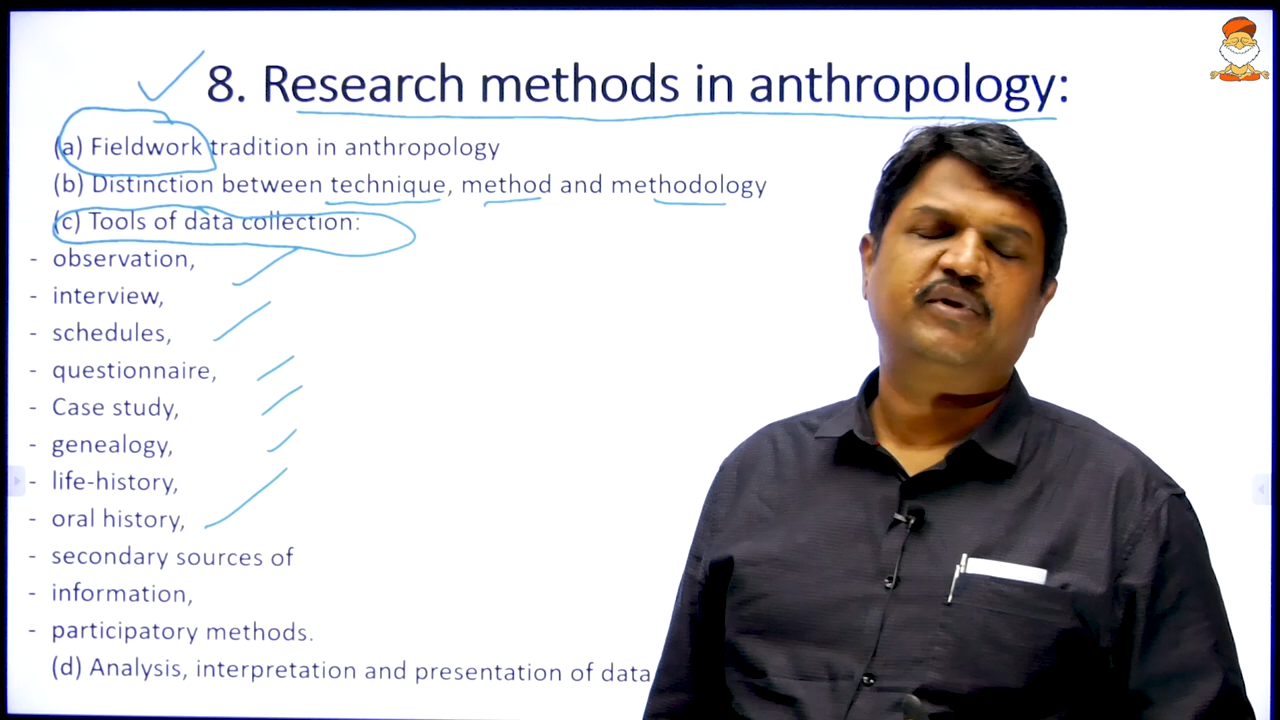 8. Research methods in anthropology:
(a) Fieldwork tradition in anthropology
(b) Distinction between technique, method and methodology
(c) Tools of data collection:
- observation,
- interview,
- schedules,
- questionnaire,
- Case study,
- genealogy,
- life-history,
- oral history,
- secondary sources of
- information,
- participatory methods.
(d) Analysis, interpretation and presentation of data